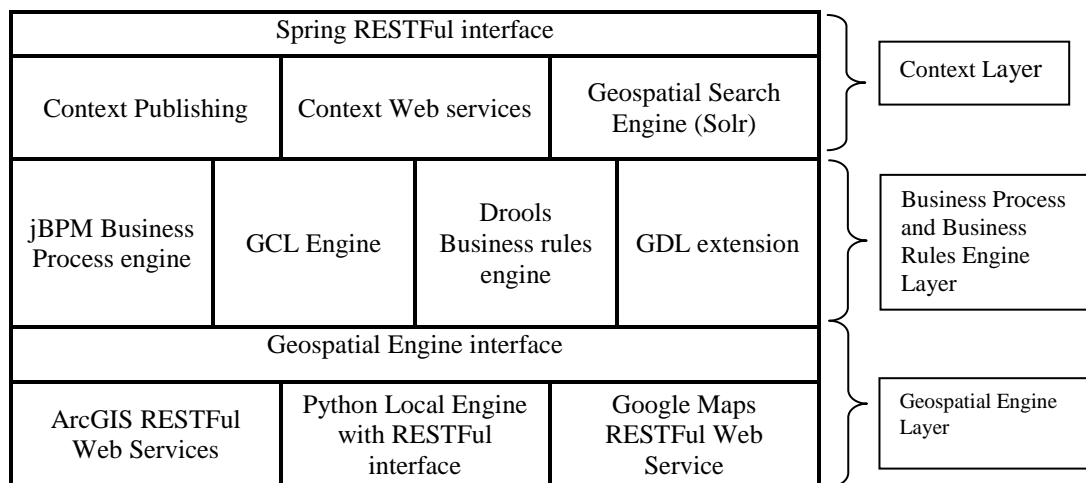 Spring RESTFul interface
Context Publishing
Context Web services
Geospatial Search
Engine (Solr)
Context Layer
jBPM Business
Process engine
GCL Engine
Drools
Business rules
engine
GDL extension
Business Process
and Business
Rules Engine
Layer
Geospatial Engine interface
ArcGIS RESTFul
Web Services
Python Local Engine
with RESTFul
interface
Google Maps
RESTFul Web
Service
Geospatial Engine
Layer